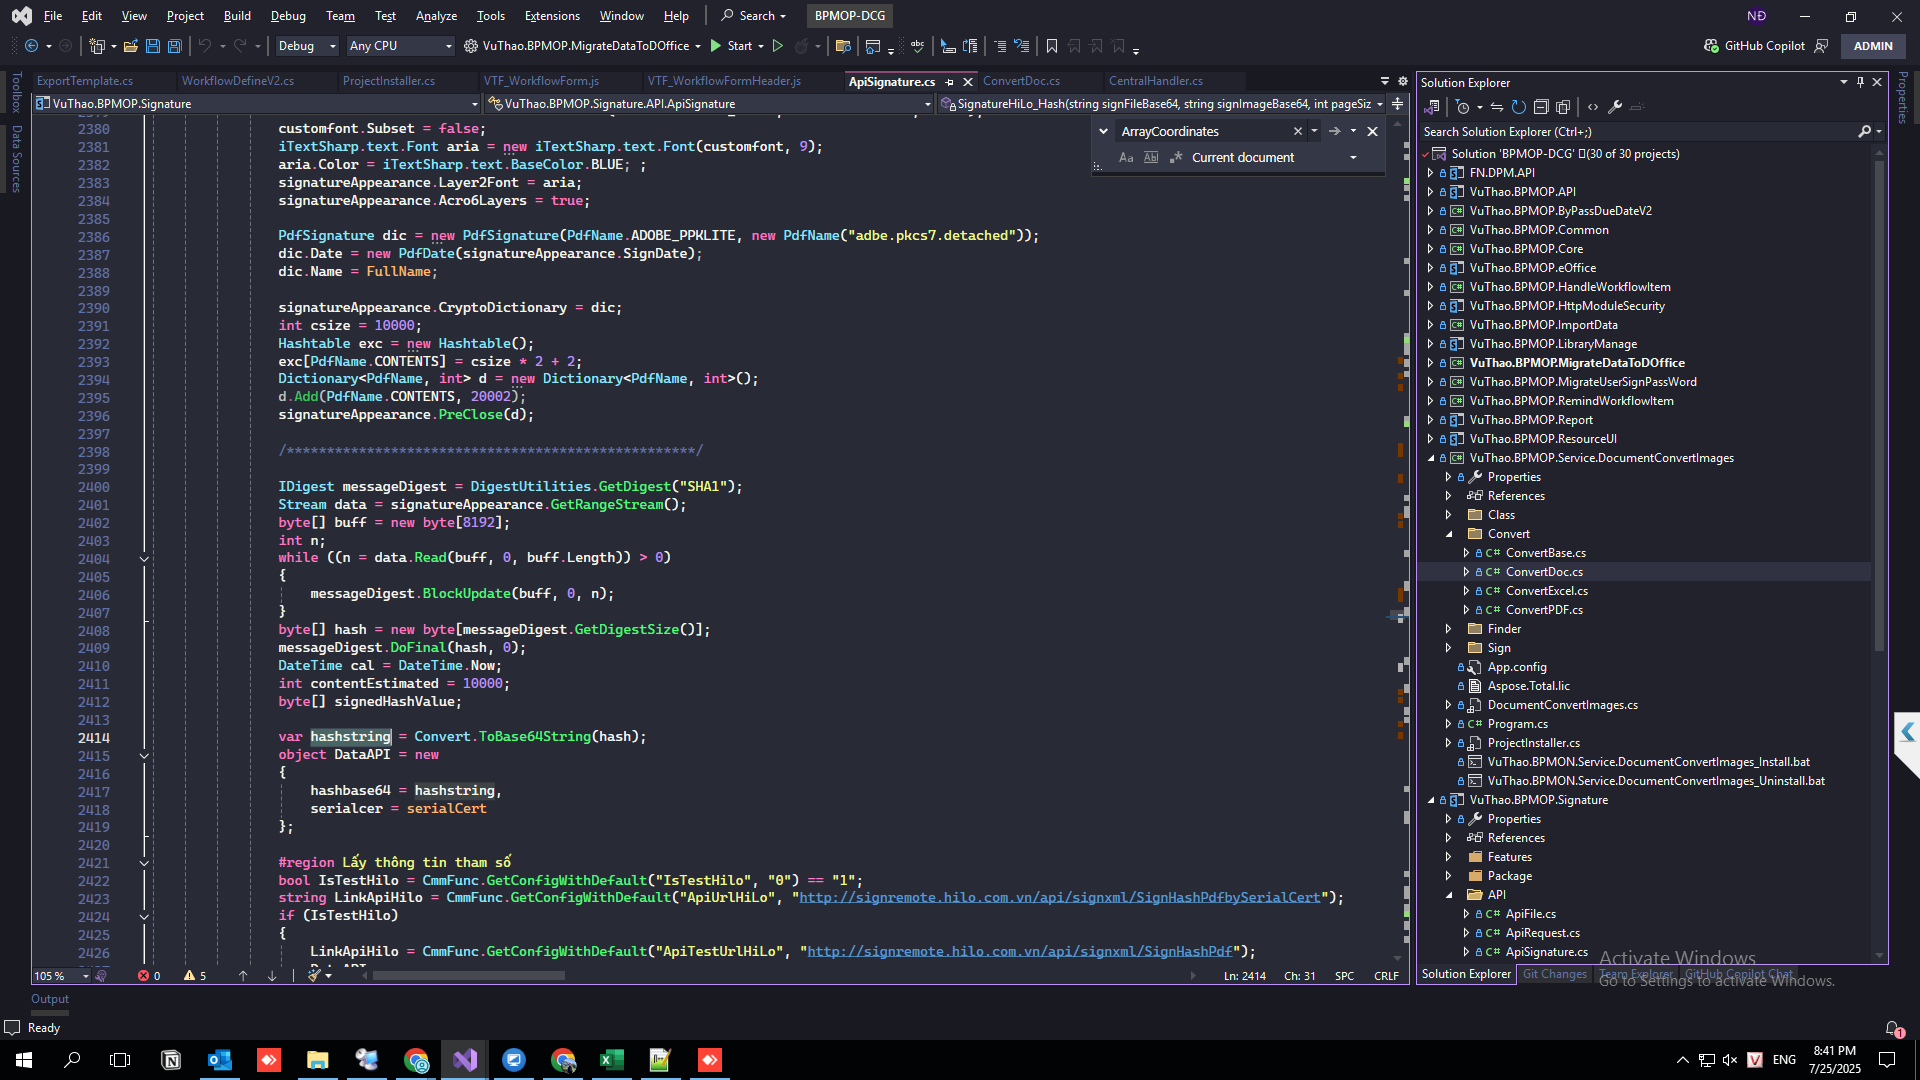 File Edit View Project Build Debug Team Test Analyze Tools Extensions Window Help Search BPMOP-DCG NĐ
Debug Any CPU VuThao.BPMOP.MigrateDataToDOffice Start GitHub Copilot ADMIN
Toolbox
Data Sources
ExportTemplate.cs WorkflowDefineV2.cs ProjectInstaller.cs VTF_WorkflowForm.js VTF_WorkflowFormHeader.js ApiSignature.cs ConvertDoc.cs CentralHandler.cs
VuThao.BPMOP.Signature VuThao.BPMOP.Signature.API.ApiSignature SignatureHiLo_Hash(string signFileBase64, string signImageBase64, int pageSiz
ArrayCoordinates
Aa Ab Current document
2380 customfont.Subset = false;
2381 iTextSharp.text.Font aria = new iTextSharp.text.Font(customfont, 9);
2382 aria.Color = iTextSharp.text.BaseColor.BLUE; ;
2383 signatureAppearance.Layer2Font = aria;
2384 signatureAppearance.Acro6Layers = true;
2385
2386 PdfSignature dic = new PdfSignature(PdfName.ADOBE_PPKLITE, new PdfName("adbe.pkcs7.detached"));
2387 dic.Date = new PdfDate(signatureAppearance.SignDate);
2388 dic.Name = FullName;
2389
2390 signatureAppearance.CryptoDictionary = dic;
2391 int csize = 10000;
2392 Hashtable exc = new Hashtable();
2393 exc[PdfName.CONTENTS] = csize * 2 + 2;
2394 Dictionary<PdfName, int> d = new Dictionary<PdfName, int>();
2395 d.Add(PdfName.CONTENTS, 20002);
2396 signatureAppearance.PreClose(d);
2397
2398 /***************************************************/
2399
2400 IDigest messageDigest = DigestUtilities.GetDigest("SHA1");
2401 Stream data = signatureAppearance.GetRangeStream();
2402 byte[] buff = new byte[8192];
2403 int n;
2404 while ((n = data.Read(buff, 0, buff.Length)) > 0)
2405 {
2406 messageDigest.BlockUpdate(buff, 0, n);
2407 }
2408 byte[] hash = new byte[messageDigest.GetDigestSize()];
2409 messageDigest.DoFinal(hash, 0);
2410 DateTime cal = DateTime.Now;
2411 int contentEstimated = 10000;
2412 byte[] signedHashValue;
2413
2414 var hashstring = Convert.ToBase64String(hash);
2415 object DataAPI = new
2416 {
2417 hashbase64 = hashstring,
2418 serialcer = serialCert
2419 };
2420
2421 #region Lấy thông tin tham số
2422 bool IsTestHilo = CmmFunc.GetConfigWithDefault("IsTestHilo", "0") == "1";
2423 string LinkApiHilo = CmmFunc.GetConfigWithDefault("ApiUrlHiLo", "http://signremote.hilo.com.vn/api/signxml/SignHashPdfbySerialCert");
2424 if (IsTestHilo)
2425 {
2426 LinkApiHilo = CmmFunc.GetConfigWithDefault("ApiTestUrlHiLo", "http://signremote.hilo.com.vn/api/signxml/SignHashPdf");
105 % 0 5 Ln: 2414 Ch: 31 SPC CRLF
Solution Explorer
Search Solution Explorer (Ctrl+;)
Solution 'BPMOP-DCG' (30 of 30 projects)
FN.DPM.API
VuThao.BPMOP.API
VuThao.BPMOP.ByPassDueDateV2
VuThao.BPMOP.Common
VuThao.BPMOP.Core
VuThao.BPMOP.eOffice
VuThao.BPMOP.HandleWorkflowItem
VuThao.BPMOP.HttpModuleSecurity
VuThao.BPMOP.ImportData
VuThao.BPMOP.LibraryManage
VuThao.BPMOP.MigrateDataToDOffice
VuThao.BPMOP.MigrateUserSignPassWord
VuThao.BPMOP.RemindWorkflowItem
VuThao.BPMOP.Report
VuThao.BPMOP.ResourceUI
VuThao.BPMOP.Service.DocumentConvertImages
Properties
References
Class
Convert
C# ConvertBase.cs
C# ConvertDoc.cs
C# ConvertExcel.cs
C# ConvertPDF.cs
Finder
Sign
App.config
Aspose.Total.lic
DocumentConvertImages.cs
C# Program.cs
ProjectInstaller.cs
VuThao.BPMON.Service.DocumentConvertImages_Install.bat
VuThao.BPMON.Service.DocumentConvertImages_Uninstall.bat
VuThao.BPMOP.Signature
Properties
References
Features
Package
API
C# ApiFile.cs
C# ApiRequest.cs
C# ApiSignature.cs
Solution Explorer Git Changes Team Explorer GitHub Copilot Chat
Properties
Activate Windows
Go to Settings to activate Windows.
Output
Ready
1
ENG
8:41 PM
7/25/2025